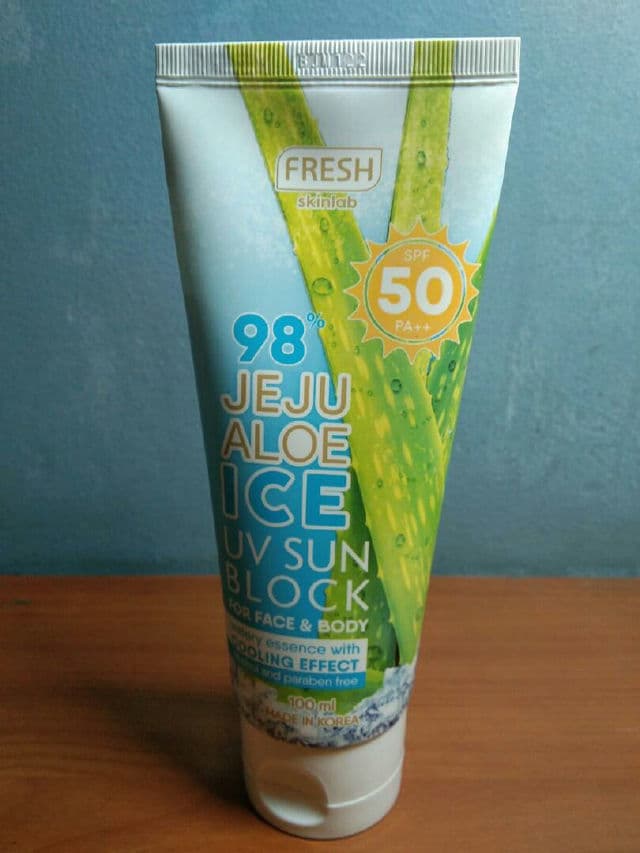 FRESH
skinlab
SPF
50
PA++
98%
JEJU
ALOE
ICE
UV SUN
BLOCK
FOR FACE & BODY
essence with
COOLING EFFECT
and paraben free
100 ml
MADE IN KOREA